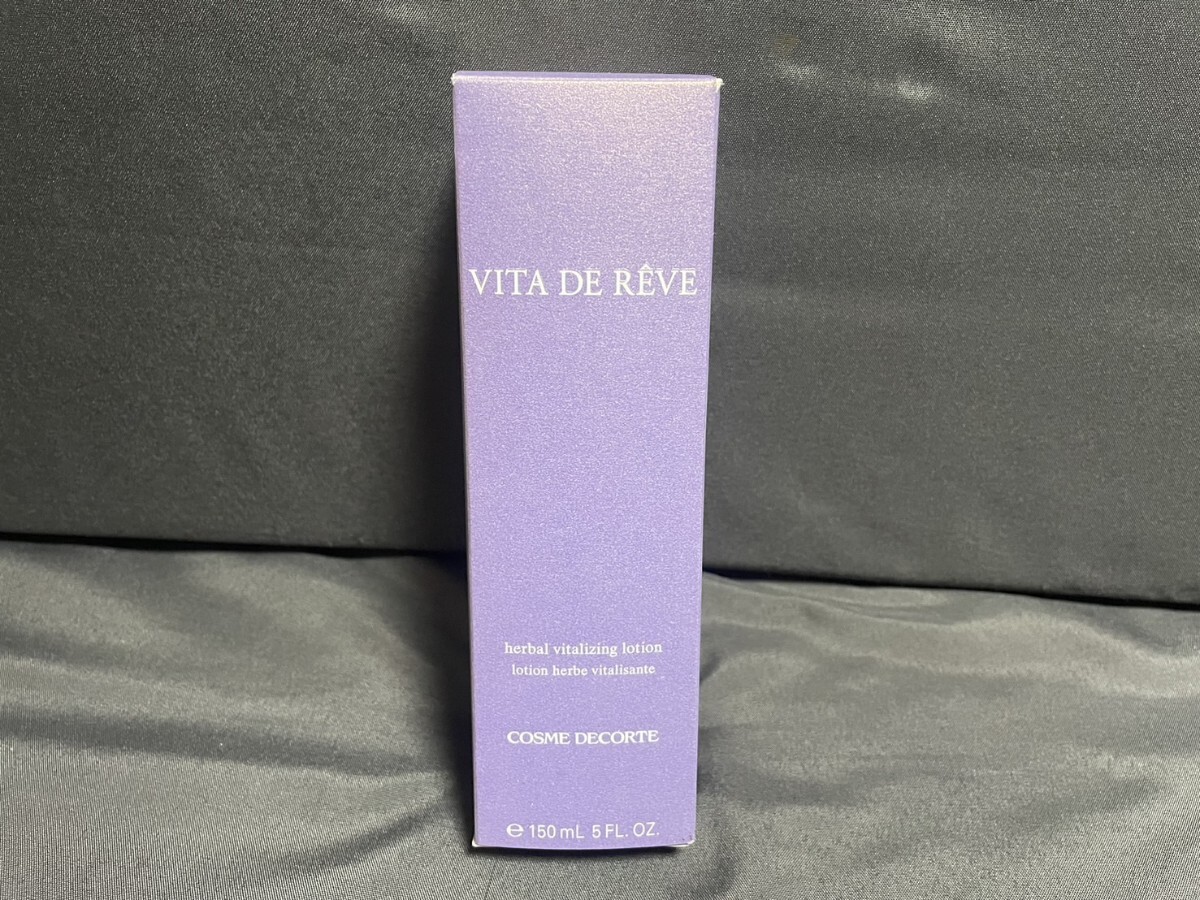 VITA DE RÊVE
herbal vitalizing lotion
lotion herbe vitalisante
COSME DECORTE
℮ 150 mL 5 FL. OZ.